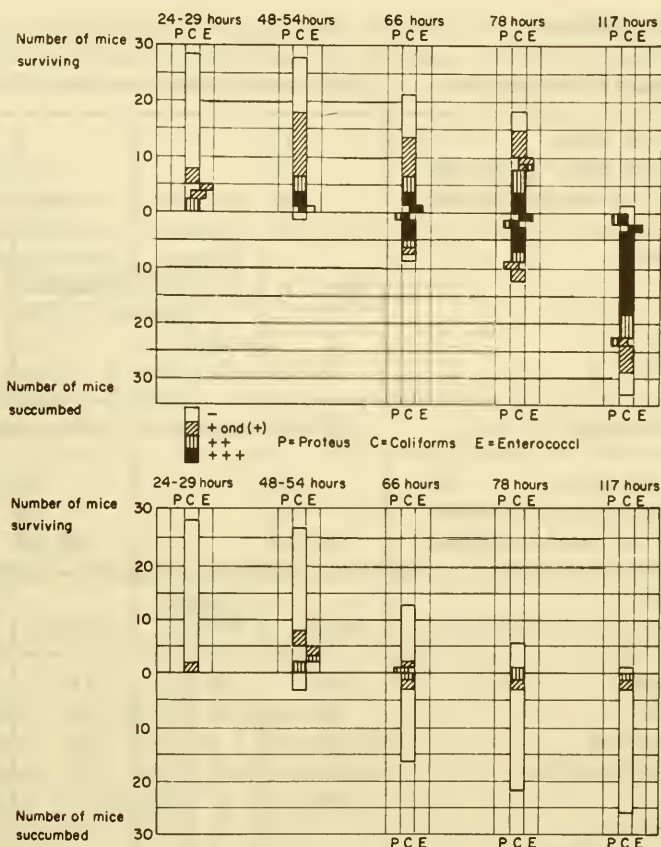 24-29 hours 48-54 hours 66 hours 78 hours 117 hours
Number of mice surviving
P C E P C E P C E P C E P C E
30
20
10
0
10
20
30
Number of mice succumbed
P C E P C E P C E
-
+ and (+)
++
+++
P = Proteus C = Coliforms E = Enterococci
24-29 hours 48-54 hours 66 hours 78 hours 117 hours
Number of mice surviving
P C E P C E P C E P C E P C E
30
20
10
0
10
20
30
Number of mice succumbed
P C E P C E P C E